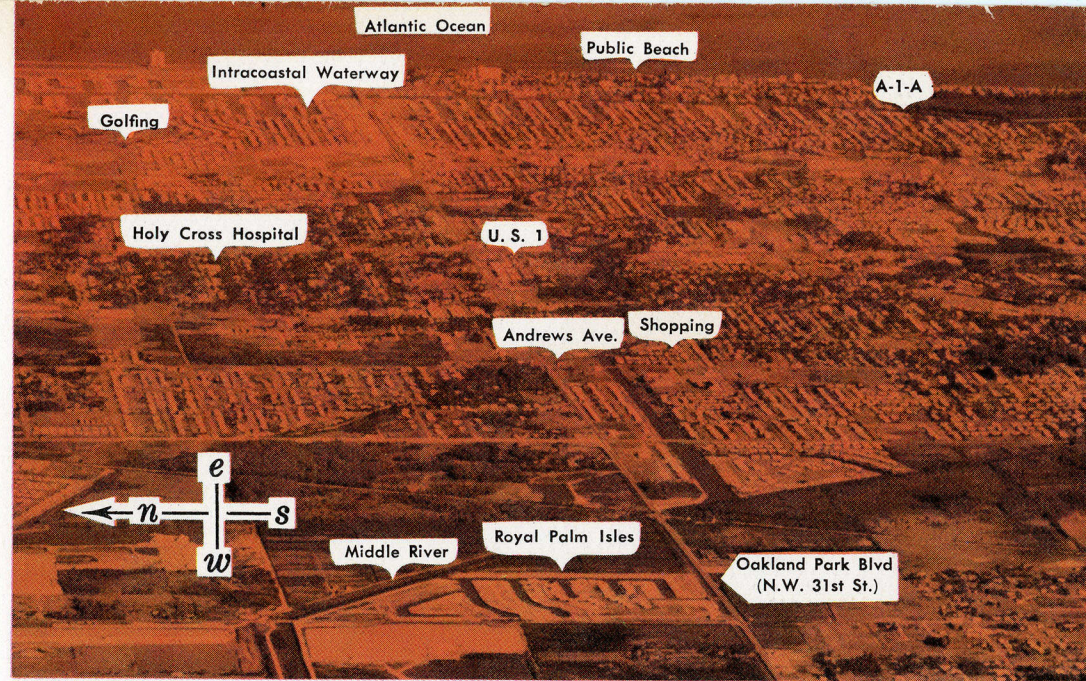 Atlantic Ocean
Public Beach
Intracoastal Waterway
A-1-A
Golfing
Holy Cross Hospital
U. S. 1
Shopping
Andrews Ave.
e
n
s
w
Royal Palm Isles
Middle River
Oakland Park Blvd
(N.W. 31st St.)